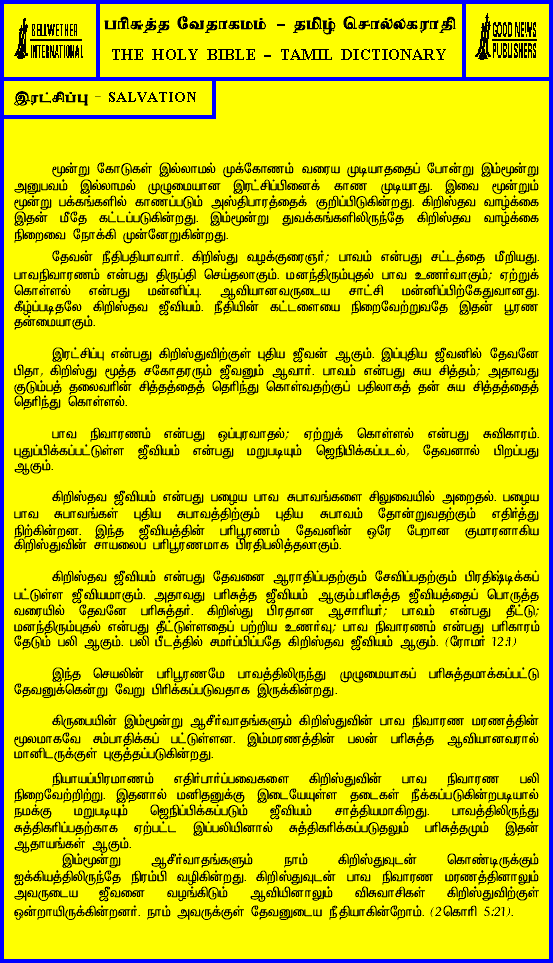 BELLWETHER
INTERNATIONAL
பரிசுத்த வேதாகமம் – தமிழ் சொல்லகராதி
THE HOLY BIBLE – TAMIL DICTIONARY
GOOD NEWS
PUBLISHERS
இரட்சிப்பு – SALVATION
மூன்று கோடுகள் இல்லாமல் முக்கோணம் வரைய முடியாததைப் போன்று இம்மூன்று
அனுபவம் இல்லாமல் முழுமையான இரட்சிப்பினைக் காண முடியாது. இவை மூன்றும்
மூன்று பக்கங்களில் காணப்படும் அஸ்திபாரத்தைக் குறிப்பிடுகின்றது. கிறிஸ்தவ வாழ்க்கை
இதன் மீதே கட்டப்படுகின்றது. இம்மூன்று துவக்கங்களிலிருந்தே கிறிஸ்தவ வாழ்க்கை
நிறைவை நோக்கி முன்னேறுகின்றது.
தேவன் நீதிபதியாவார். கிறிஸ்து வழக்குரைஞர்; பாவம் என்பது சட்டத்தை மீறியது.
பாவநிவாரணம் என்பது திருப்தி செய்தலாகும். மனந்திரும்புதல் பாவ உணர்வாகும்; ஏற்றுக்
கொள்ளல் என்பது மன்னிப்பு. ஆவியானவருடைய சாட்சி மன்னிப்பிற்கேதுவானது.
கீழ்ப்படிதலே கிறிஸ்தவ ஜீவியம். நீதியின் கட்டளையை நிறைவேற்றுவதே இதன் பூரண
தன்மையாகும்.
இரட்சிப்பு என்பது கிறிஸ்துவிற்குள் புதிய ஜீவன் ஆகும். இப்புதிய ஜீவனில் தேவனே
பிதா, கிறிஸ்து மூத்த சகோதரரும் ஜீவனும் ஆவார். பாவம் என்பது சுய சித்தம்; அதாவது
குடும்பத் தலைவரின் சித்தத்தைத் தெரிந்து கொள்வதற்குப் பதிலாகத் தன் சுய சித்தத்தைத்
தெரிந்து கொள்ளல்.
பாவ நிவாரணம் என்பது ஒப்புரவாதல்; ஏற்றுக் கொள்ளல் என்பது சுவிகாரம்.
புதுப்பிக்கப்பட்டுள்ள ஜீவியம் என்பது மறுபடியும் ஜெநிபிக்கப்படல், தேவனால் பிறப்பது
ஆகும்.
கிறிஸ்தவ ஜீவியம் என்பது பழைய பாவ சுபாவங்களை சிலுவையில் அறைதல். பழைய
பாவ சுபாவங்கள் புதிய சுபாவத்திற்கும் புதிய சுபாவம் தோன்றுவதற்கும் எதிர்த்து
நிற்கின்றன. இந்த ஜீவியத்தின் பரிபூரணம் தேவனின் ஒரே பேறான குமாரனாகிய
கிறிஸ்துவின் சாயலைப் பரிபூரணமாக பிரதிபலித்தலாகும்.
கிறிஸ்தவ ஜீவியம் என்பது தேவனை ஆராதிப்பதற்கும் சேவிப்பதற்கும் பிரதிஷ்டிக்கப்
பட்டுள்ள ஜீவியமாகும். அதாவது பரிசுத்த ஜீவியம் ஆகும்.பரிசுத்த ஜீவியத்தைப் பொருத்த
வரையில் தேவனே பரிசுத்தர். கிறிஸ்து பிரதான ஆசாரியர்; பாவம் என்பது தீட்டு;
மனந்திரும்புதல் என்பது தீட்டுள்ளதைப் பற்றிய உணர்வு; பாவ நிவாரணம் என்பது பரிகாரம்
தேடும் பலி ஆகும். பலி பீடத்தில் சமர்ப்பிப்பதே கிறிஸ்தவ ஜீவியம் ஆகும். (ரோமர் 12:1)
இந்த செயலின் பரிபூரணமே பாவத்திலிருந்து முழுமையாகப் பரிசுத்தமாக்கப்பட்டு
தேவனுக்கென்று வேறு பிரிக்கப்படுவதாக இருக்கின்றது.
கிருபையின் இம்மூன்று ஆசீர்வாதங்களும் கிறிஸ்துவின் பாவ நிவாரண மரணத்தின்
மூலமாகவே சம்பாதிக்கப் பட்டுள்ளன. இம்மரணத்தின் பலன் பரிசுத்த ஆவியானவரால்
மானிடருக்குள் புகுத்தப்படுகின்றது.
நியாயப்பிரமாணம் எதிர்பார்ப்பவைகளை கிறிஸ்துவின் பாவ நிவாரண பலி
நிறைவேற்றிற்று. இதனால் மனிதனுக்கு இடையேயுள்ள தடைகள் நீக்கப்படுகின்றபடியால்
நமக்கு மறுபடியும் ஜெநிப்பிக்கப்படும் ஜீவியம் சாத்தியமாகிறது. பாவத்திலிருந்து
சுத்திகரிப்பதற்காக ஏற்பட்ட இப்பலியினால் சுத்திகரிக்கப்படுதலும் பரிசுத்தமும் இதன்
ஆதாயங்கள் ஆகும்.
இம்மூன்று ஆசீர்வாதங்களும் நாம் கிறிஸ்துவுடன் கொண்டிருக்கும்
ஐக்கியத்திலிருந்தே நிரம்பி வழிகின்றது. கிறிஸ்துவுடன் பாவ நிவாரண மரணத்தினாலும்
அவருடைய ஜீவனை வழங்கிடும் ஆவியினாலும் விசுவாசிகள் கிறிஸ்துவிற்குள்
ஒன்றாயிருக்கின்றனர். நாம் அவருக்குள் தேவனுடைய நீதியாகின்றோம். (2கொரி 5:21).